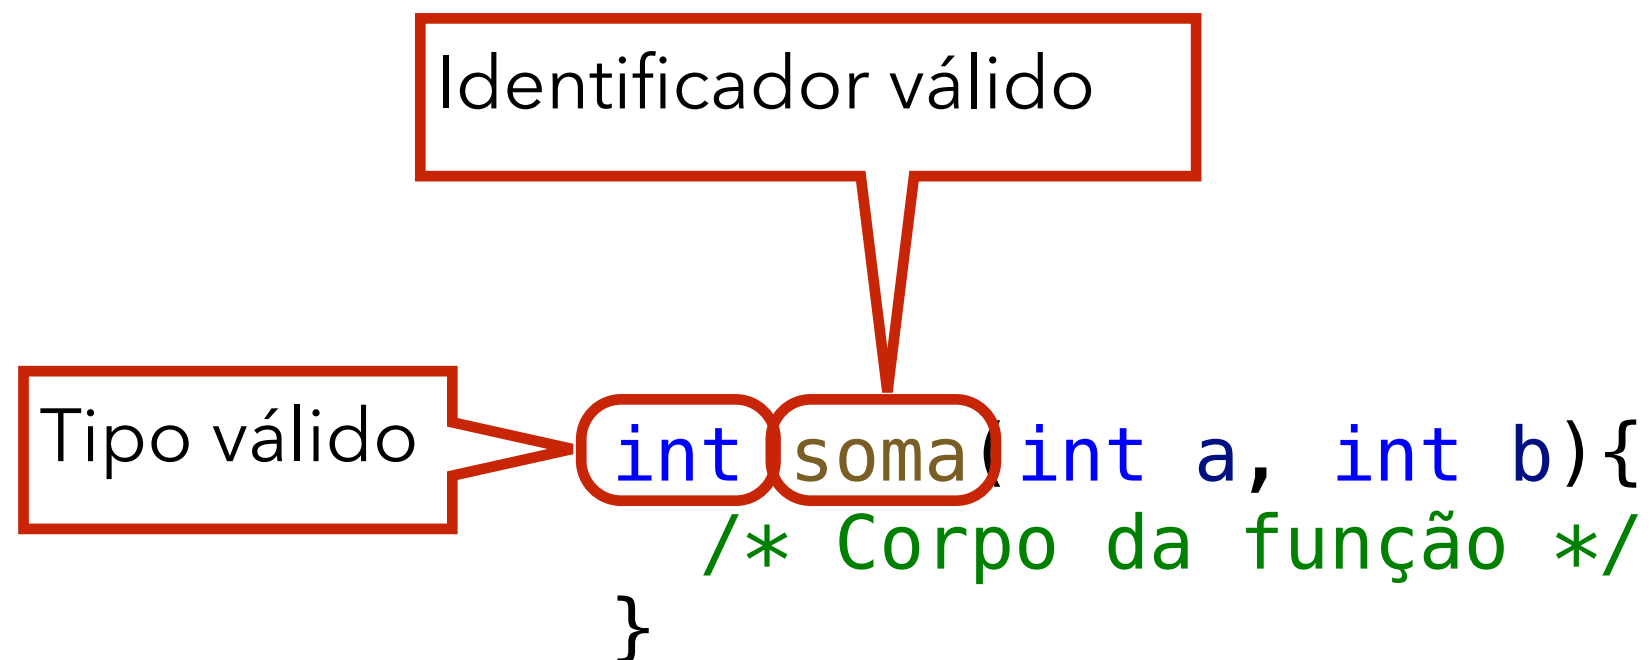 Identificador válido
Tipo válido
int soma(int a, int b){
/* Corpo da função */
}